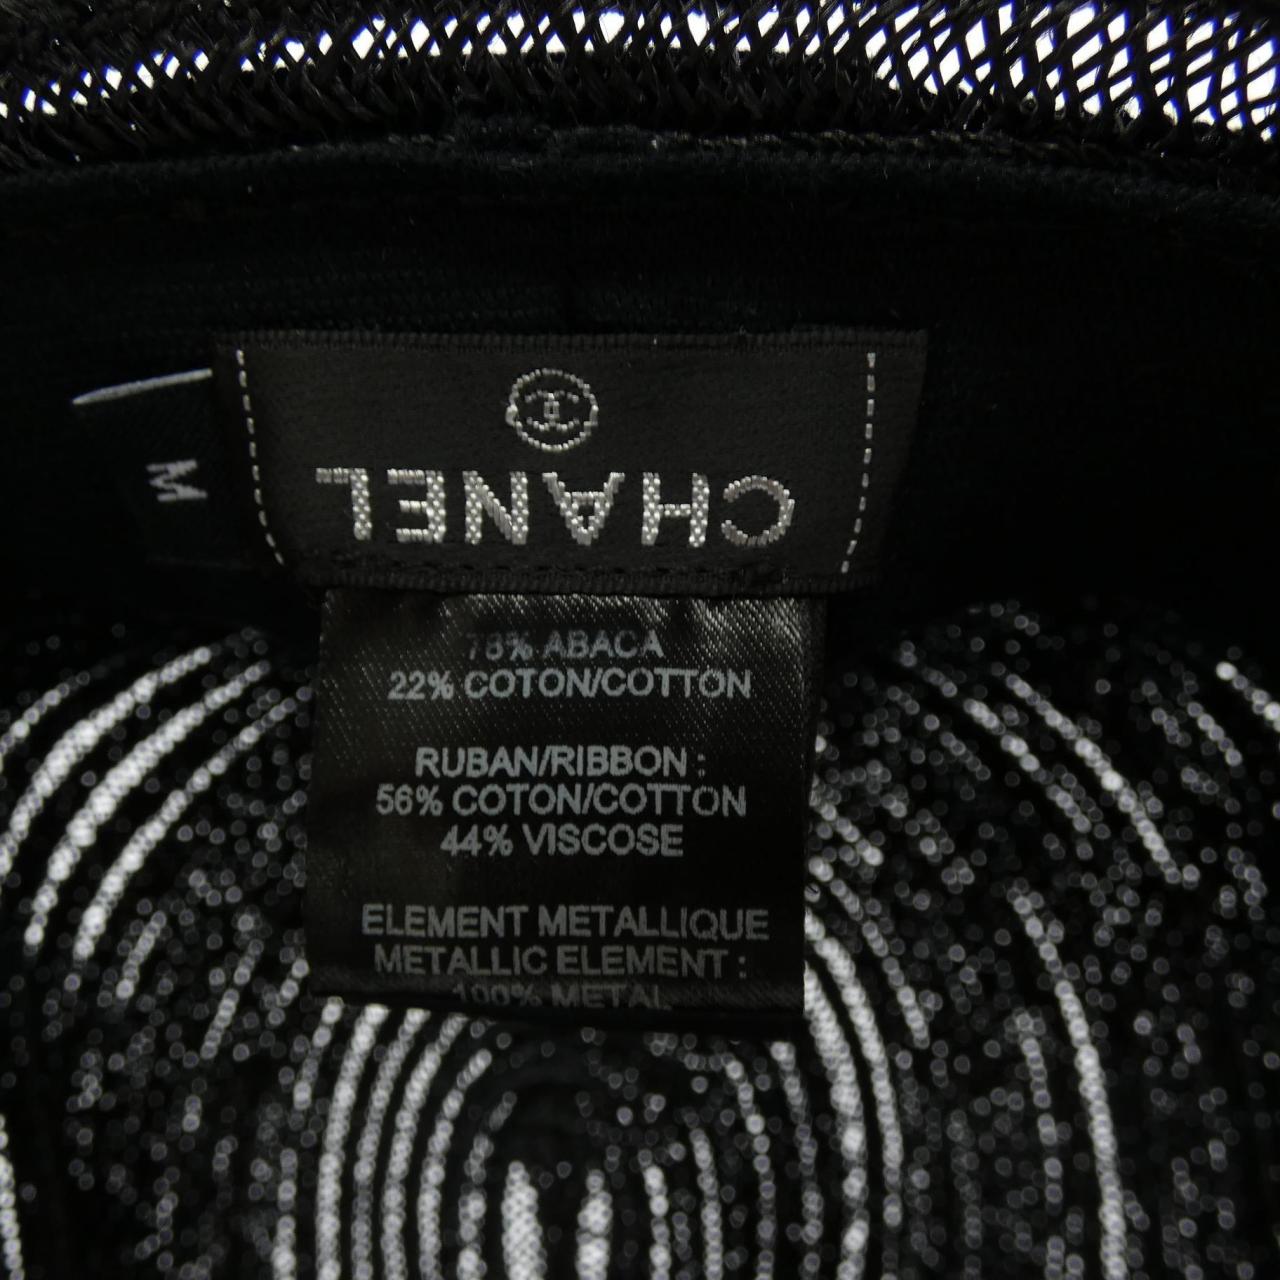 CHANEL
M
78% ABACA
22% COTON/COTTON
RUBAN/RIBBON :
56% COTON/COTTON
44% VISCOSE
ELEMENT METALLIQUE
METALLIC ELEMENT :
100% METAL